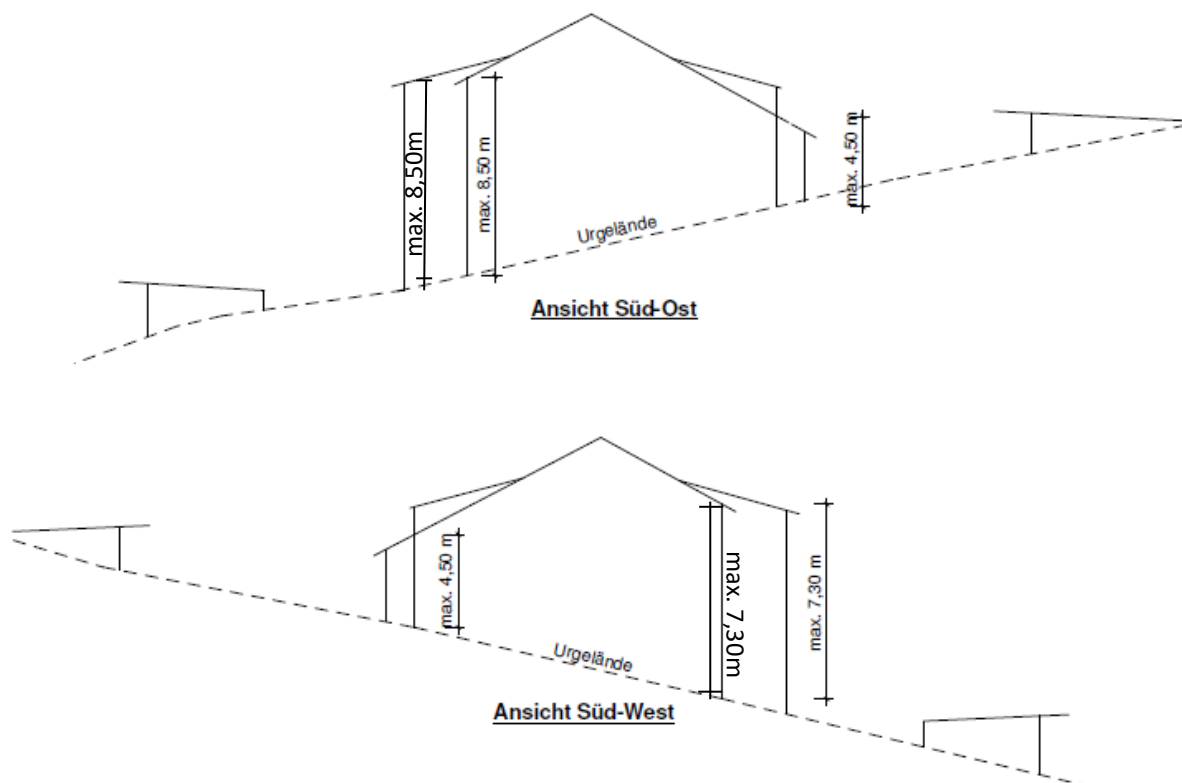 max. 8,50m
max. 8,50 m
max. 4,50 m
Urgelände
Ansicht Süd-Ost
max. 4,50 m
max. 7,30m
max. 7,30 m
Urgelände
Ansicht Süd-West